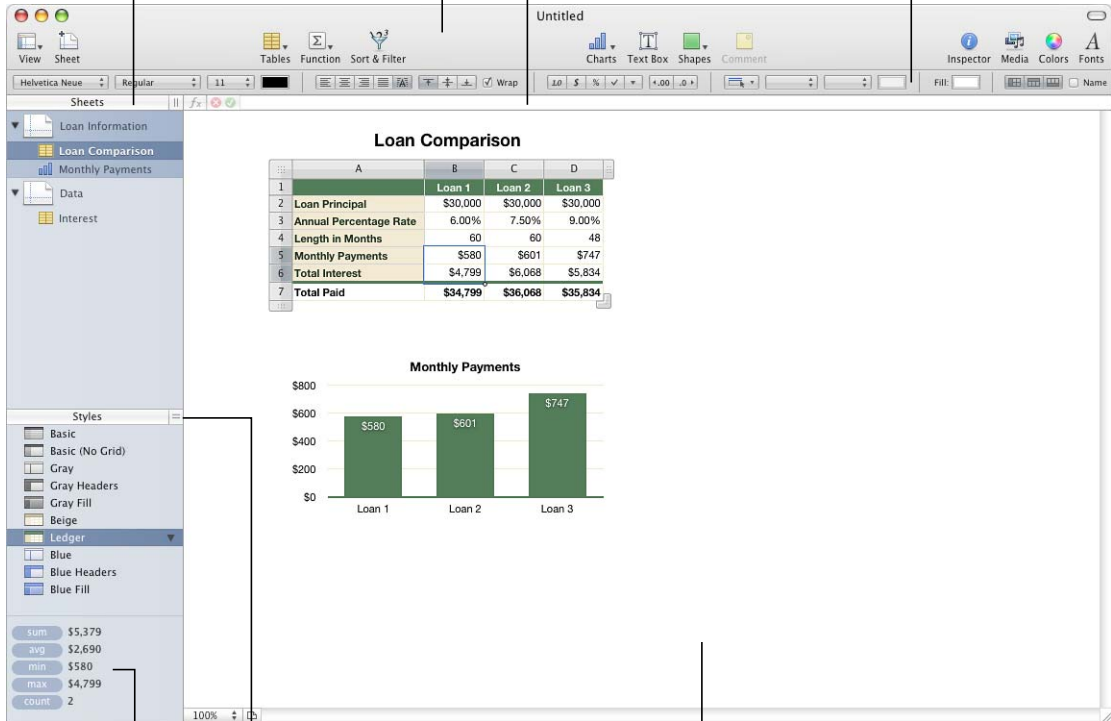 Untitled
View Sheet Tables Function Sort & Filter Charts Text Box Shapes Comment Inspector Media Colors Fonts
Helvetica Neue Regular 11 Wrap 1.0 $ % .00 .0 Fill: Name
Sheets fx
Loan Information
Loan Comparison
Monthly Payments
Data
Interest
Loan Comparison
A B C D
1 Loan 1 Loan 2 Loan 3
2 Loan Principal $30,000 $30,000 $30,000
3 Annual Percentage Rate 6.00% 7.50% 9.00%
4 Length in Months 60 60 48
5 Monthly Payments $580 $601 $747
6 Total Interest $4,799 $6,068 $5,834
7 Total Paid $34,799 $36,068 $35,834
Monthly Payments
$800
$600
$400
$200
$0
$580 $601 $747
Loan 1 Loan 2 Loan 3
Styles
Basic
Basic (No Grid)
Gray
Gray Headers
Gray Fill
Beige
Ledger
Blue
Blue Headers
Blue Fill
sum $5,379
avg $2,690
min $580
max $4,799
count 2
100%